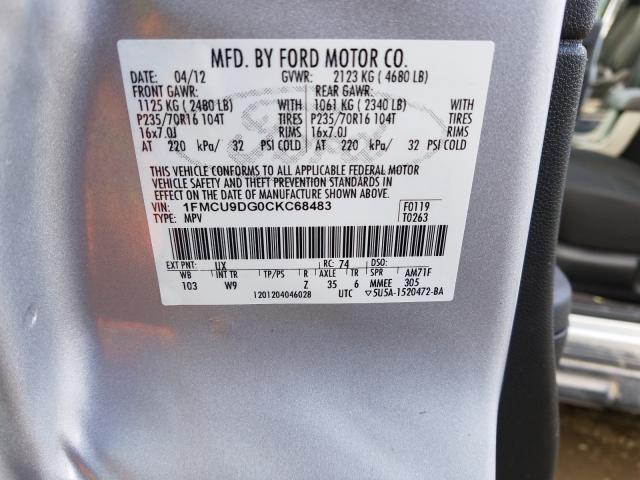 MFD. BY FORD MOTOR CO.
DATE: 04/12 GVWR: 2123 KG ( 4680 LB)
FRONT GAWR: REAR GAWR:
1125 KG ( 2480 LB) WITH 1061 KG ( 2340 LB) WITH
P235/70R16 104T TIRES P235/70R16 104T TIRES
16x7.0J RIMS 16x7.0J RIMS
AT 220 kPa/ 32 PSI COLD AT 220 kPa/ 32 PSI COLD
THIS VEHICLE CONFORMS TO ALL APPLICABLE FEDERAL MOTOR
VEHICLE SAFETY AND THEFT PREVENTION STANDARDS IN
EFFECT ON THE DATE OF MANUFACTURE SHOWN ABOVE.
VIN: 1FMCU9DG0CKC68483 F0119
TYPE: MPV T0263
EXT PNT: UX RC: 74 DSO:
WB INT TR TP/PS R AXLE TR SPR AM71F
103 W9 Z 35 6 MMEE 305
1201204046028 UTC ▽5U5A-1520472-BA